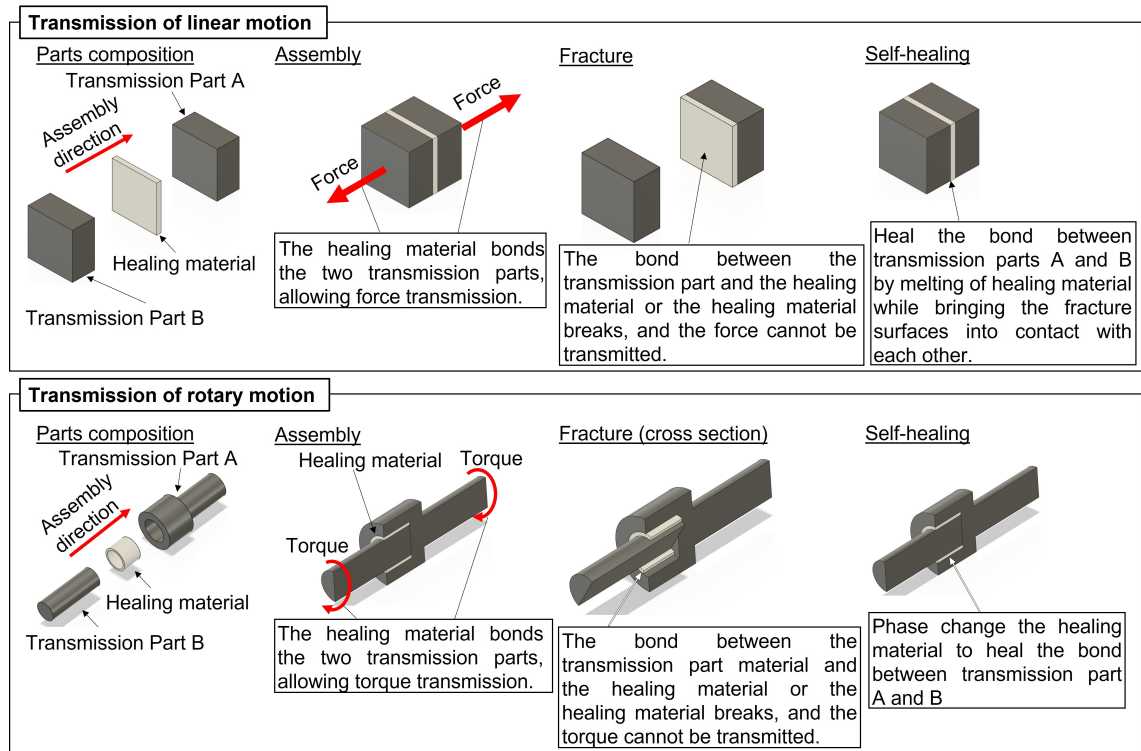 Transmission of linear motion
Parts composition
Transmission Part A
Assembly
direction
Healing material
Transmission Part B
Assembly
Force
Force
The healing material bonds
the two transmission parts,
allowing force transmission.
Fracture
The bond between the
transmission part and the healing
material or the healing material
breaks, and the force cannot be
transmitted.
Self-healing
Heal the bond between
transmission parts A and B
by melting of healing material
while bringing the fracture
surfaces into contact with
each other.
Transmission of rotary motion
Parts composition
Transmission Part A
Assembly
direction
Healing material
Transmission Part B
Assembly
Healing material
Torque
Torque
The healing material bonds
the two transmission parts,
allowing torque transmission.
Fracture (cross section)
The bond between the
transmission part material and
the healing material or the
healing material breaks, and the
torque cannot be transmitted.
Self-healing
Phase change the healing
material to heal the bond
between transmission part
A and B